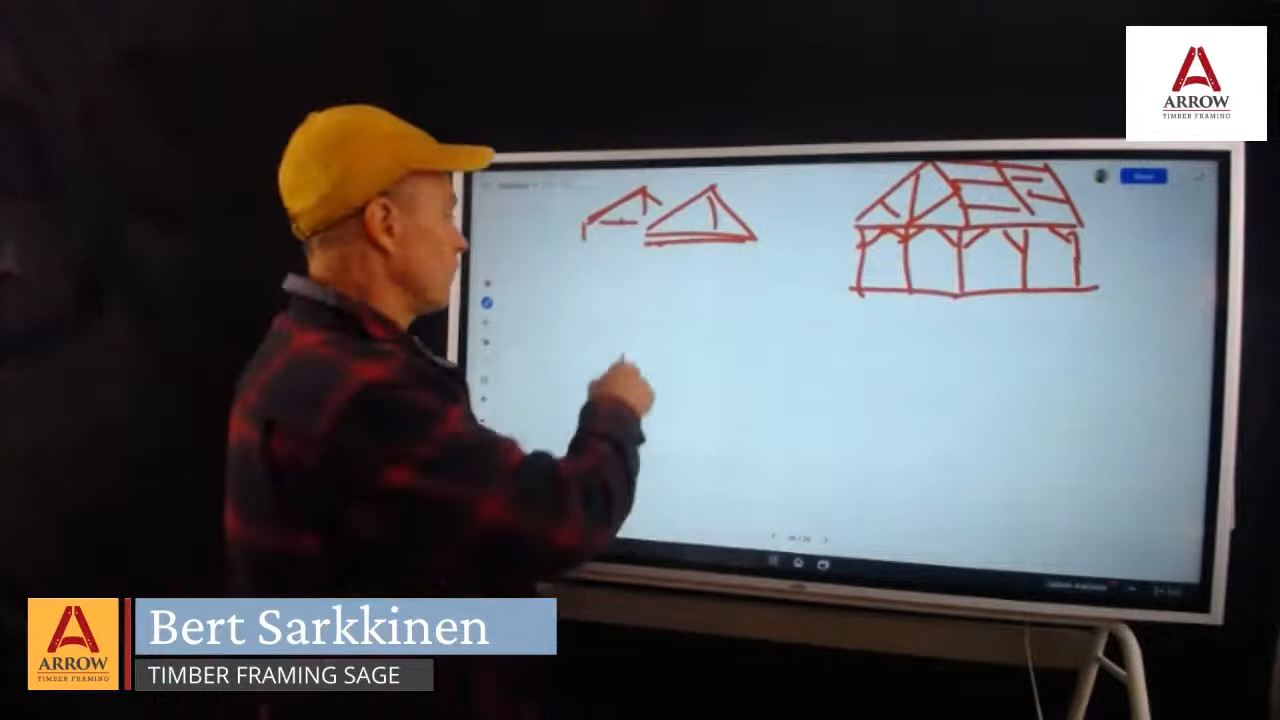 ARROW
TIMBER FRAMING
Bert Sarkkinen
TIMBER FRAMING SAGE
ARROW
TIMBER FRAMING